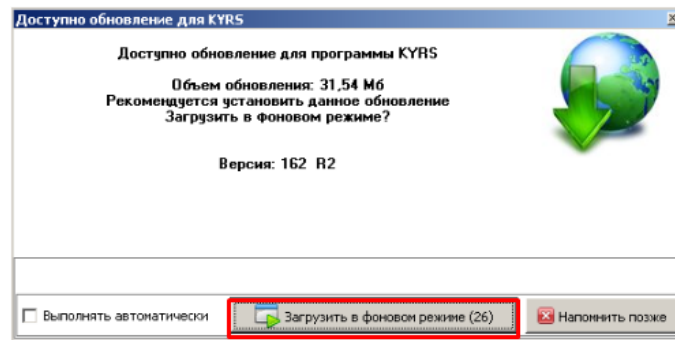 Доступно обновление для KYRS
Доступно обновление для программы KYRS
Объем обновления: 31,54 Мб
Рекомендуется установить данное обновление
Загрузить в фоновом режиме?
Версия: 162 R2
Выполнять автоматически
Загрузить в фоновом режиме (26)
Напомнить позже